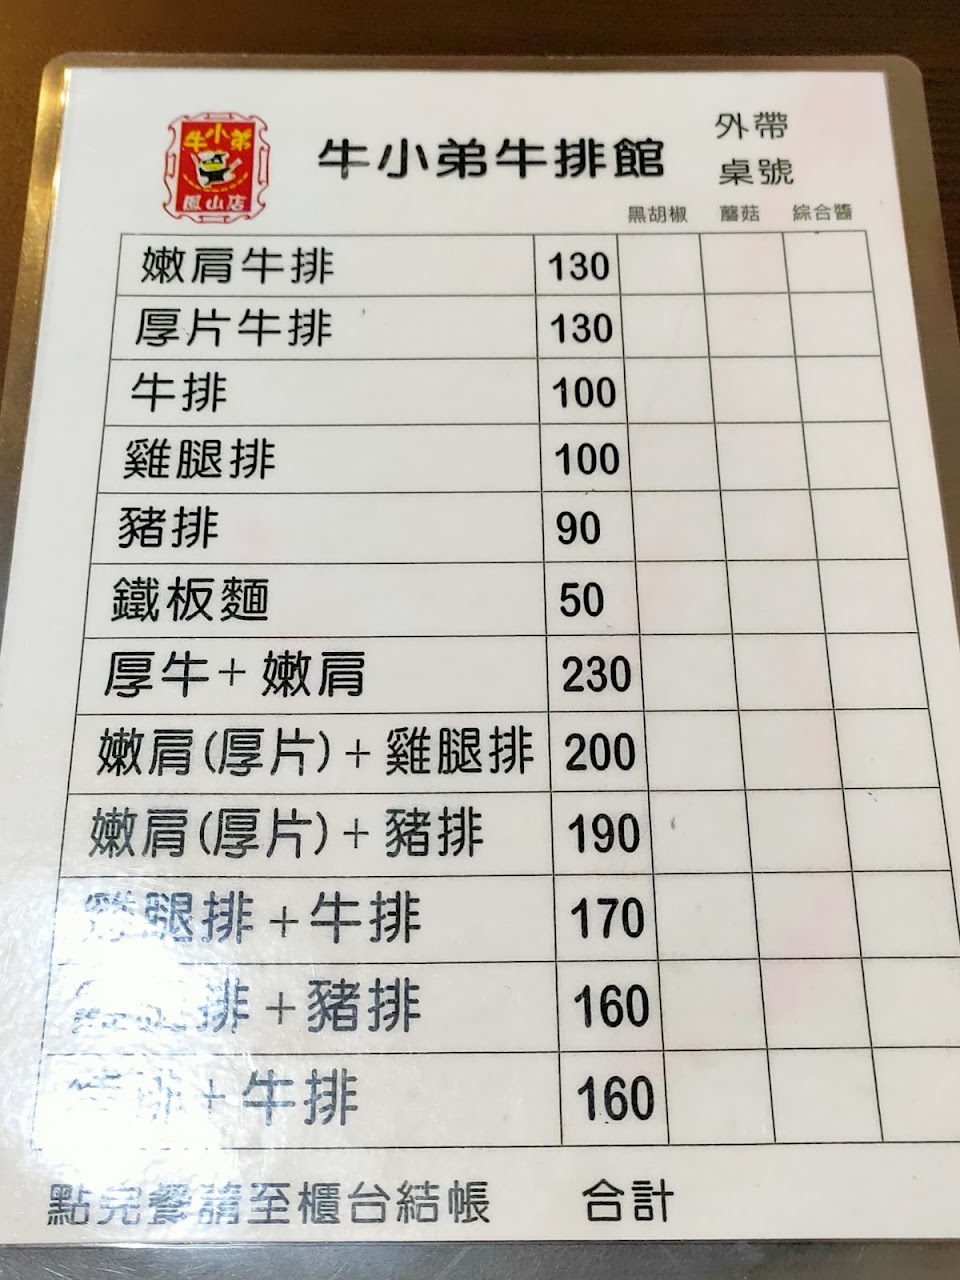 牛小弟
鳳山店
牛小弟牛排館
外帶
桌號
黑胡椒 蘑菇 綜合醬
嫩肩牛排 130
厚片牛排 130
牛排 100
雞腿排 100
豬排 90
鐵板麵 50
厚牛+嫩肩 230
嫩肩(厚片)+雞腿排 200
嫩肩(厚片)+豬排 190
雞腿排+牛排 170
排+豬排 160
排+牛排 160
點完餐請至櫃台結帳 合計